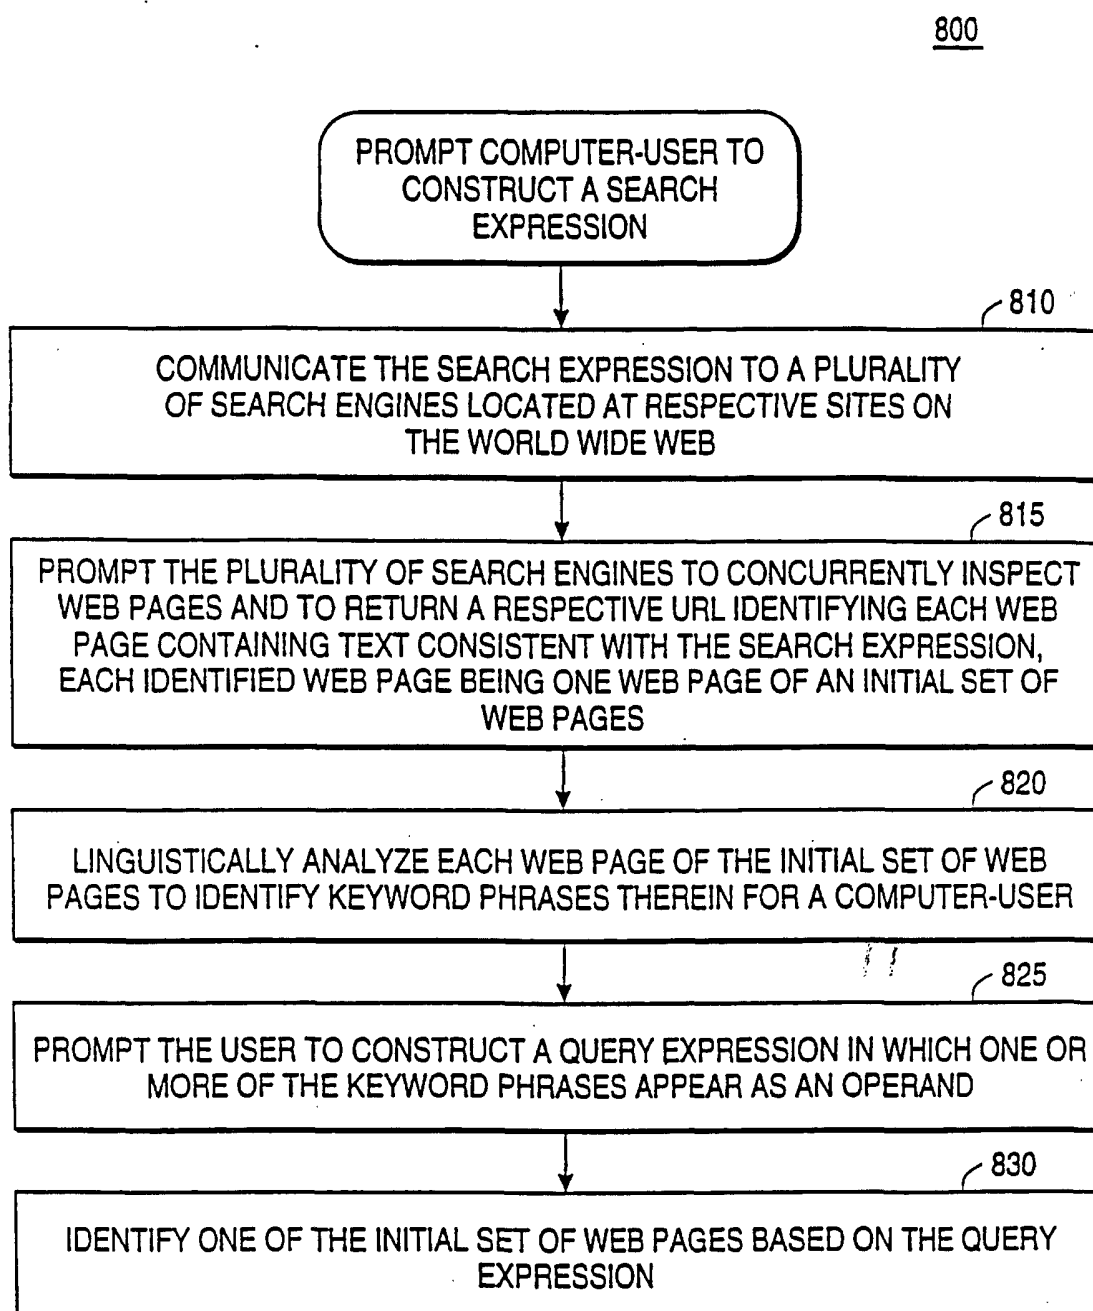 800
PROMPT COMPUTER-USER TO
CONSTRUCT A SEARCH
EXPRESSION
810
COMMUNICATE THE SEARCH EXPRESSION TO A PLURALITY
OF SEARCH ENGINES LOCATED AT RESPECTIVE SITES ON
THE WORLD WIDE WEB
815
PROMPT THE PLURALITY OF SEARCH ENGINES TO CONCURRENTLY INSPECT
WEB PAGES AND TO RETURN A RESPECTIVE URL IDENTIFYING EACH WEB
PAGE CONTAINING TEXT CONSISTENT WITH THE SEARCH EXPRESSION,
EACH IDENTIFIED WEB PAGE BEING ONE WEB PAGE OF AN INITIAL SET OF
WEB PAGES
820
LINGUISTICALLY ANALYZE EACH WEB PAGE OF THE INITIAL SET OF WEB
PAGES TO IDENTIFY KEYWORD PHRASES THEREIN FOR A COMPUTER-USER
825
PROMPT THE USER TO CONSTRUCT A QUERY EXPRESSION IN WHICH ONE OR
MORE OF THE KEYWORD PHRASES APPEAR AS AN OPERAND
830
IDENTIFY ONE OF THE INITIAL SET OF WEB PAGES BASED ON THE QUERY
EXPRESSION